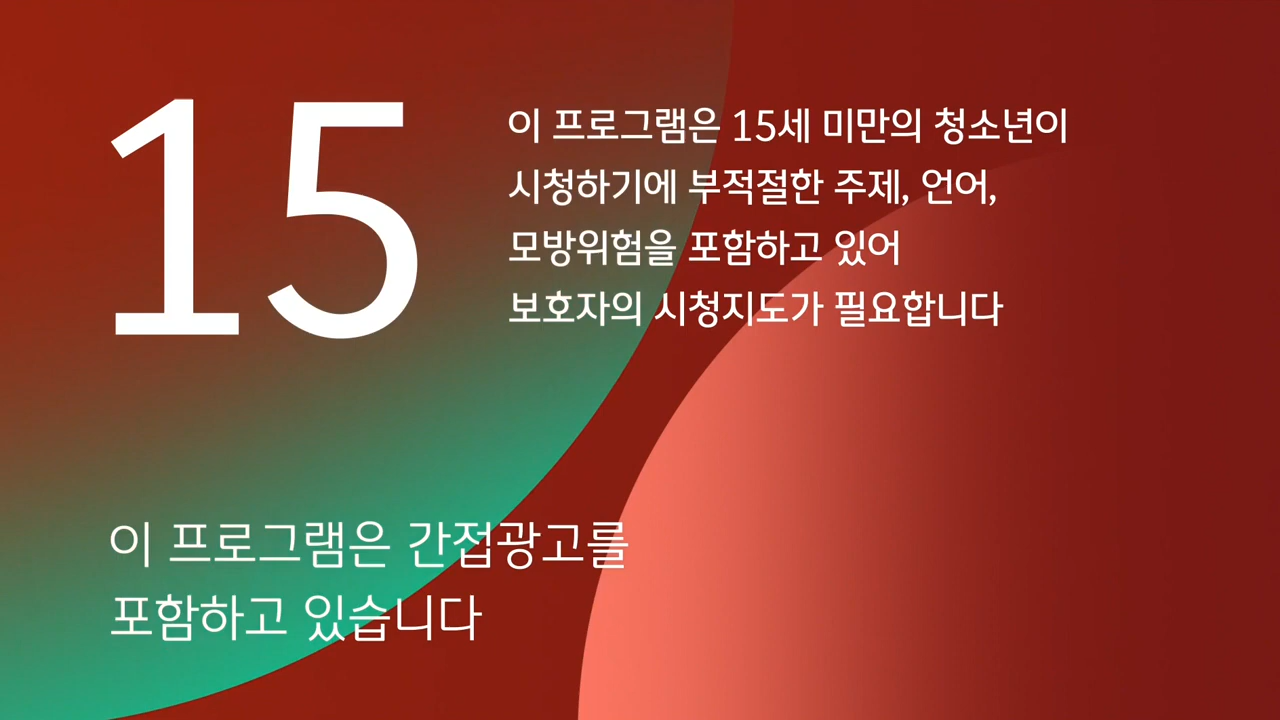 15
이 프로그램은 15세 미만의 청소년이
시청하기에 부적절한 주제, 언어,
모방위험을 포함하고 있어
보호자의 시청지도가 필요합니다
이 프로그램은 간접광고를
포함하고 있습니다